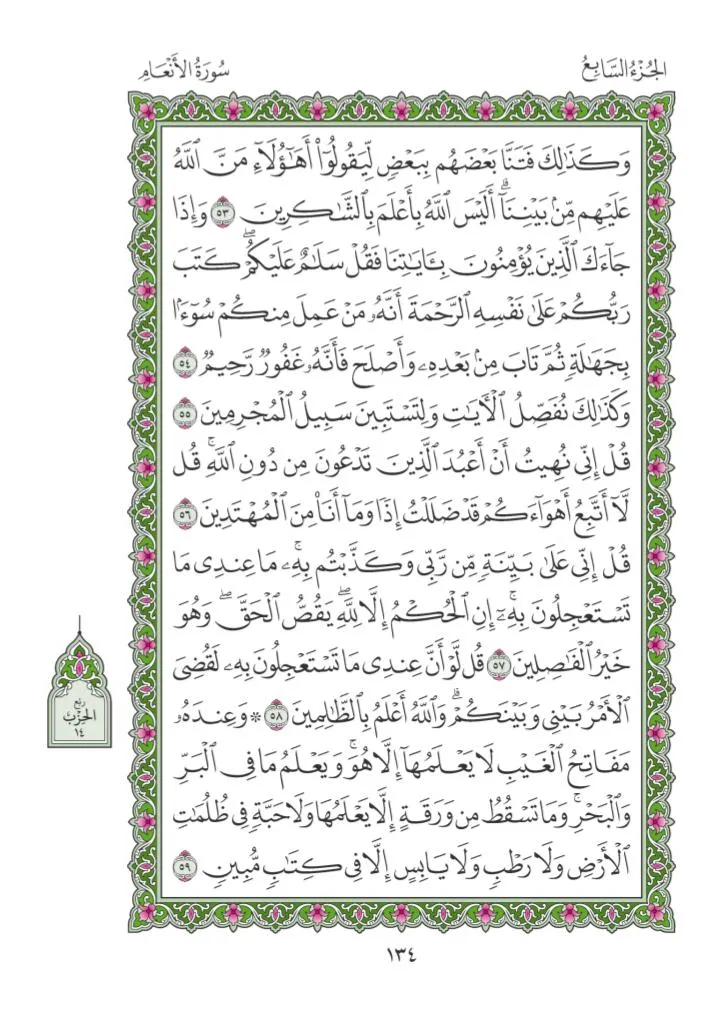 الجُزْءُ السَّابِعُ
سُورَةُ الأَنْعَامِ
وَكَذَٰلِكَ فَتَنَّا بَعْضَهُم بِبَعْضٍ لِّيَقُولُوٓا۟ أَهَٰٓؤُلَآءِ مَنَّ ٱللَّهُ
عَلَيْهِم مِّنۢ بَيْنِنَآ ۗ أَلَيْسَ ٱللَّهُ بِأَعْلَمَ بِٱلشَّٰكِرِينَ ٥٣ وَإِذَا
جَآءَكَ ٱلَّذِينَ يُؤْمِنُونَ بِـَٔايَٰتِنَا فَقُلْ سَلَٰمٌ عَلَيْكُمْ ۖ كَتَبَ
رَبُّكُمْ عَلَىٰ نَفْسِهِ ٱلرَّحْمَةَ أَنَّهُۥ مَنْ عَمِلَ مِنكُمْ سُوٓءًۢا
بِجَهَٰلَةٍ ثُمَّ تَابَ مِنۢ بَعْدِهِۦ وَأَصْلَحَ فَأَنَّهُۥ غَفُورٌ رَّحِيمٌ ٥٤
وَكَذَٰلِكَ نُفَصِّلُ ٱلْـَٔايَٰتِ وَلِتَسْتَبِينَ سَبِيلُ ٱلْمُجْرِمِينَ ٥٥
قُلْ إِنِّى نُهِيتُ أَنْ أَعْبُدَ ٱلَّذِينَ تَدْعُونَ مِن دُونِ ٱللَّهِ ۚ قُل
لَّآ أَتَّبِعُ أَهْوَآءَكُمْ قَدْ ضَلَلْتُ إِذًا وَمَآ أَنَا۠ مِنَ ٱلْمُهْتَدِينَ ٥٦
قُلْ إِنِّى عَلَىٰ بَيِّنَةٍ مِّن رَّبِّى وَكَذَّبْتُم بِهِۦ ۚ مَا عِندِى مَا
تَسْتَعْجِلُونَ بِهِۦٓ ۚ إِنِ ٱلْحُكْمُ إِلَّا لِلَّهِ ۖ يَقُصُّ ٱلْحَقَّ ۖ وَهُوَ
خَيْرُ ٱلْفَٰصِلِينَ ٥٧ قُل لَّوْ أَنَّ عِندِى مَا تَسْتَعْجِلُونَ بِهِۦ لَقُضِىَ
ٱلْأَمْرُ بَيْنِى وَبَيْنَكُمْ ۗ وَٱللَّهُ أَعْلَمُ بِٱلظَّٰلِمِينَ ٥٨ * وَعِندَهُۥ
مَفَاتِحُ ٱلْغَيْبِ لَا يَعْلَمُهَآ إِلَّا هُوَ ۚ وَيَعْلَمُ مَا فِى ٱلْبَرِّ
وَٱلْبَحْرِ ۚ وَمَا تَسْقُطُ مِن وَرَقَةٍ إِلَّا يَعْلَمُهَا وَلَا حَبَّةٍ فِى ظُلُمَٰتِ
ٱلْأَرْضِ وَلَا رَطْبٍ وَلَا يَابِسٍ إِلَّا فِى كِتَٰبٍ مُّبِينٍ ٥٩
رُبْع
الحِزْبِ
١٤
١٣٤